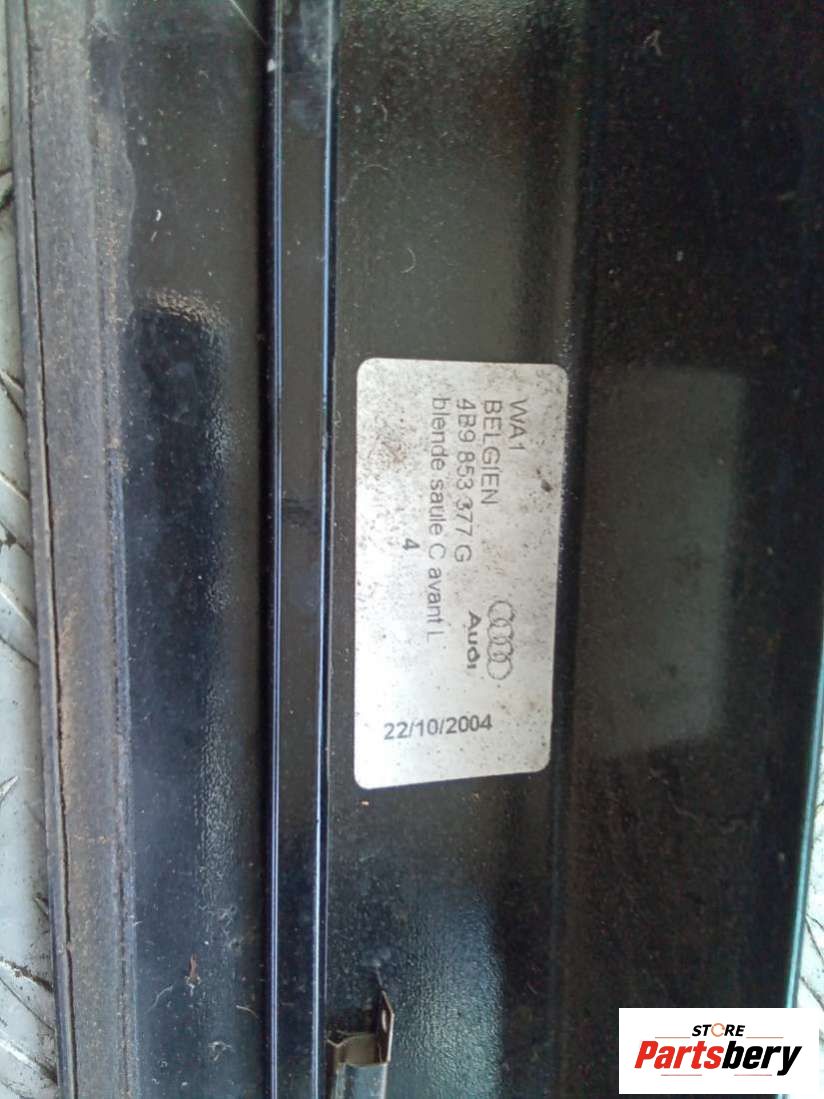 WA1
BELGIEN
4B9 853 377 G
blende saule C avant L
4
Audi
22/10/2004
STORE
Partsbery